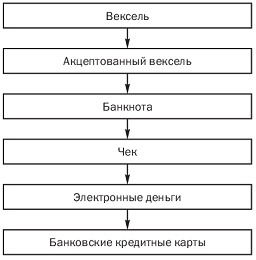 Вексель
Акцептованный вексель
Банкнота
Чек
Электронные деньги
Банковские кредитные карты